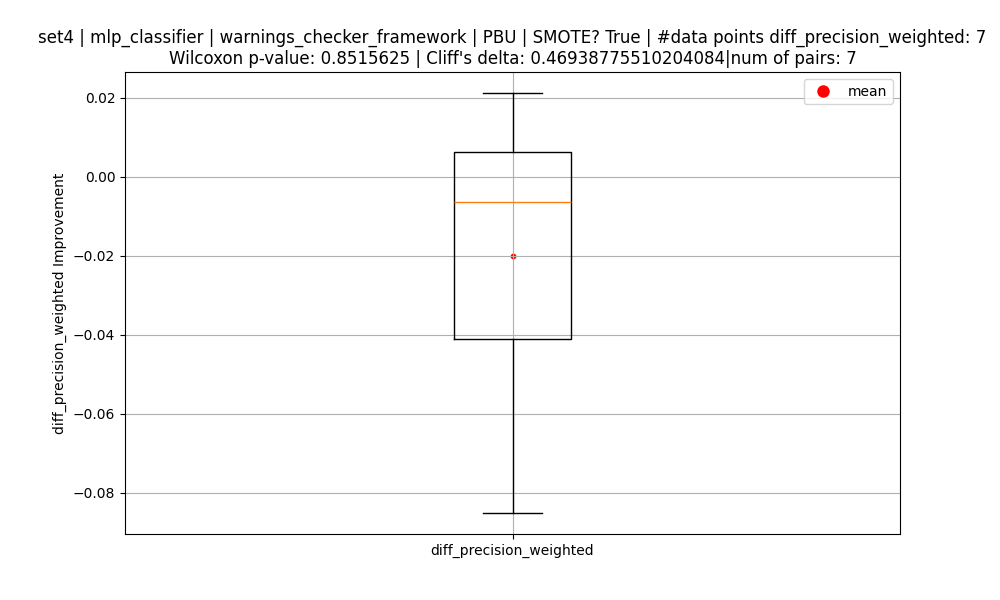 set4 | mlp_classifier | warnings_checker_framework | PBU | SMOTE? True | #data points diff_precision_weighted: 7
Wilcoxon p-value: 0.8515625 | Cliff's delta: 0.46938775510204084|num of pairs: 7
mean
diff_precision_weighted Improvement
0.02
0.00
−0.02
−0.04
−0.06
−0.08
diff_precision_weighted